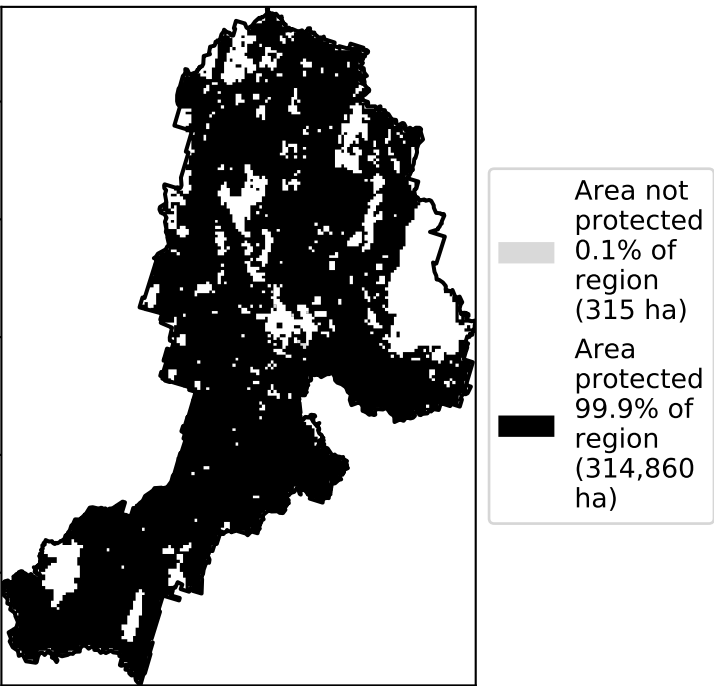 Area not
protected
0.1% of
region
(315 ha)
Area
protected
99.9% of
region
(314,860
ha)